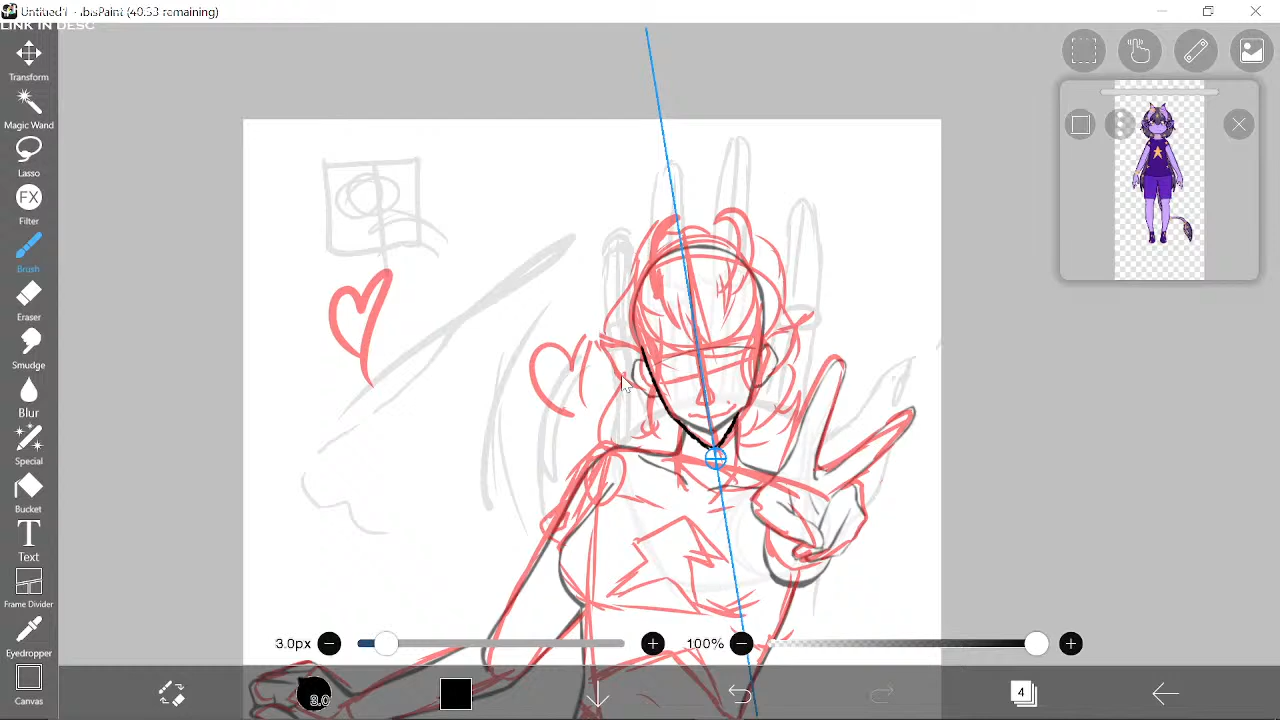 Untitled1 - ibisPaint (40:53 remaining)
LINK IN DESC
Transform
Magic Wand
Lasso
FX
Filter
Brush
Eraser
Smudge
Blur
Special
Bucket
T
Text
Frame Divider
Eyedropper
Canvas
3.0px
100%
3.0
4